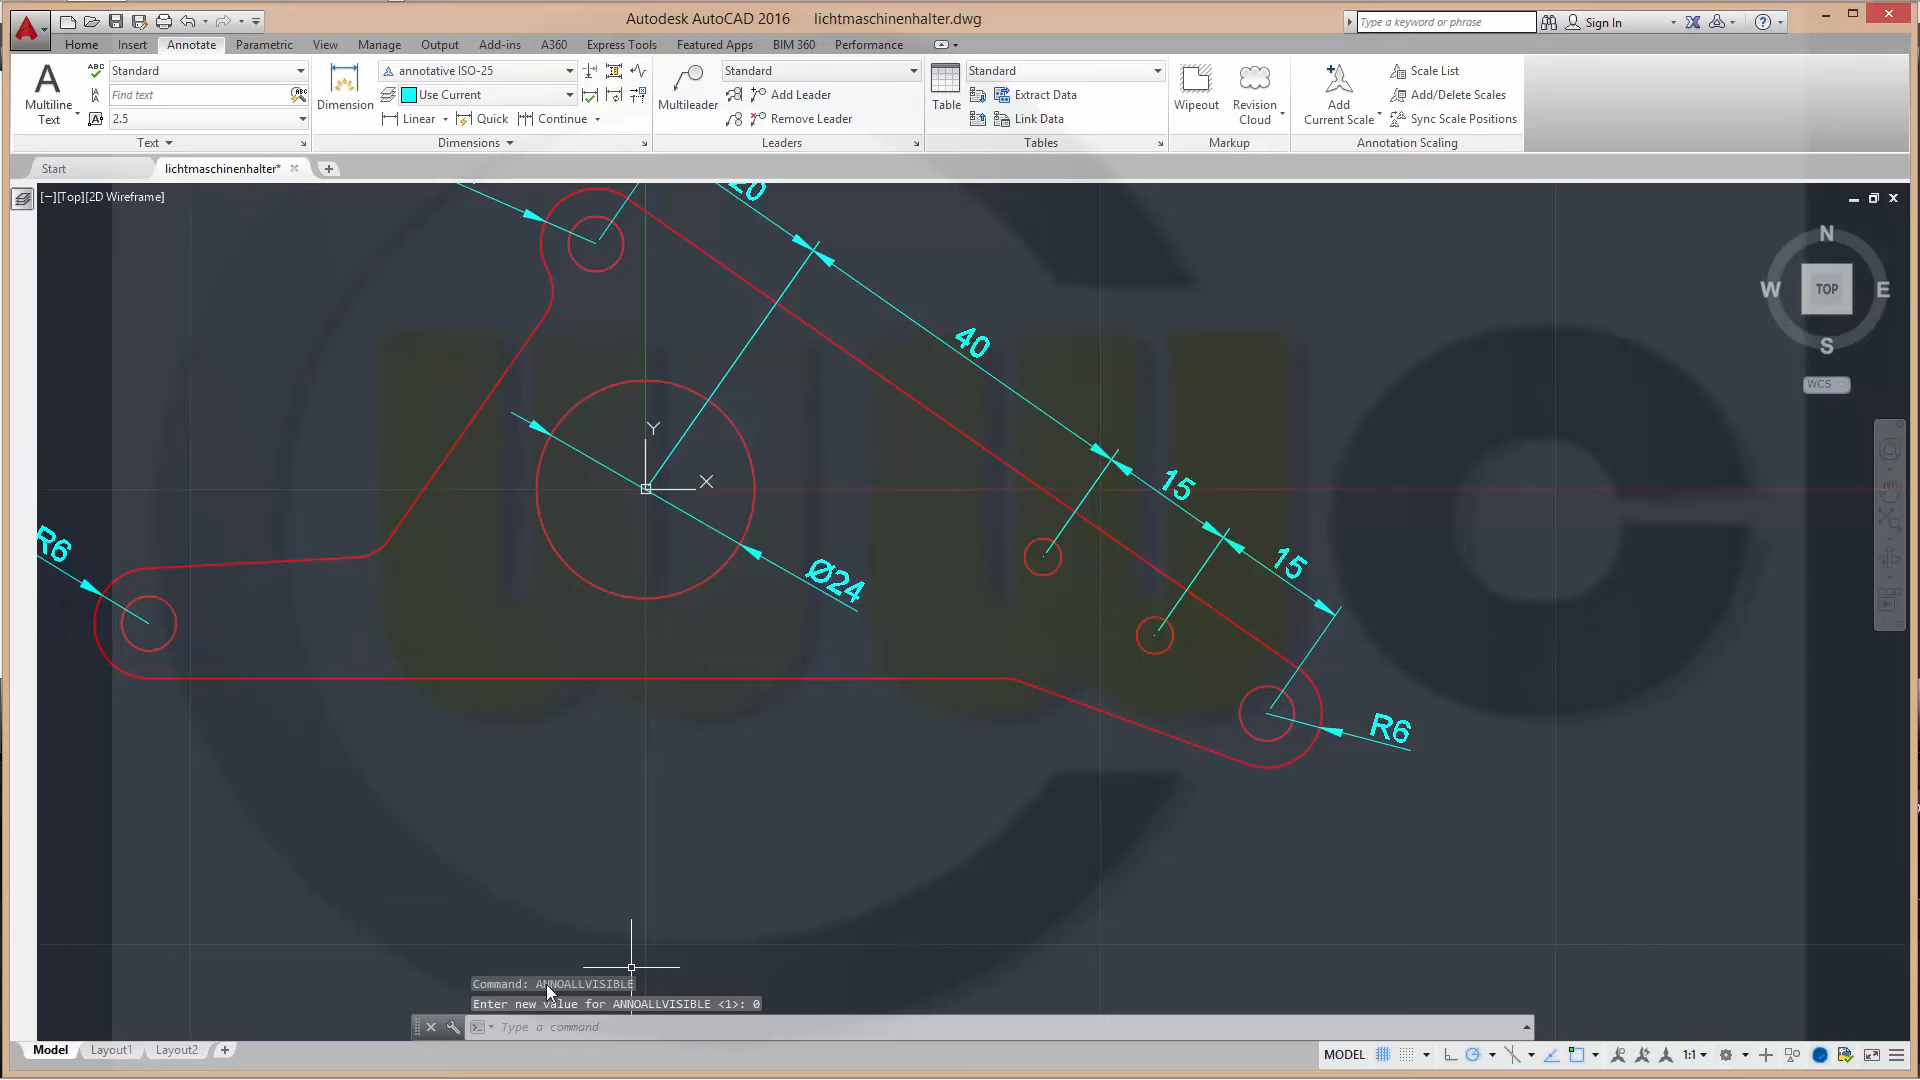 Autodesk AutoCAD 2016 lichtmaschinenhalter.dwg
Type a keyword or phrase
Sign In
Home Insert Annotate Parametric View Manage Output Add-ins A360 Express Tools Featured Apps BIM 360 Performance
A
Multiline
Text
ABC
Standard
Find text
2.5
Text
Dimension
annotative ISO-25
Use Current
Linear Quick Continue
Dimensions
Multileader
Standard
Add Leader
Remove Leader
Leaders
Table
Standard
Extract Data
Link Data
Tables
Wipeout
Revision
Cloud
Markup
Add
Current Scale
Scale List
Add/Delete Scales
Sync Scale Positions
Annotation Scaling
Start lichtmaschinenhalter*
[−][Top][2D Wireframe]
20
40
15
15
Ø24
R6
R6
Y
X
N
W TOP E
S
WCS
Command: ANNOALLVISIBLE
Enter new value for ANNOALLVISIBLE <1>: 0
Type a command
Model Layout1 Layout2
MODEL 1:1